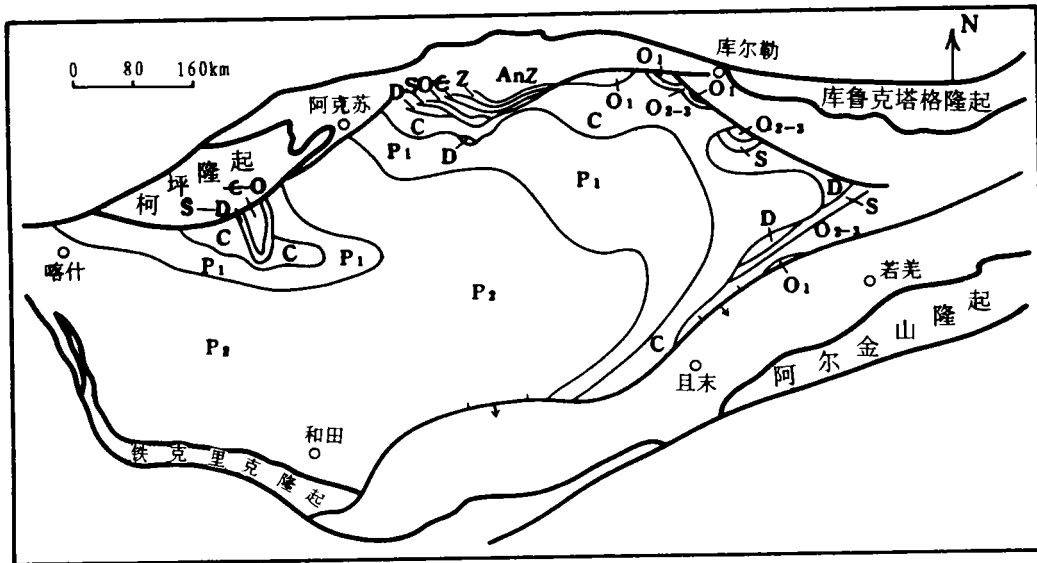 N
0 80 160km
库尔勒
库鲁克塔格隆起
阿克苏
D S O Є Z
AnZ
O₁
O₁
O₁
O₂₋₃
O₂₋₃
S
C
P₁
D
C
P₁
柯坪隆起
Є-O
S-D
C
C
P₁
P₁
喀什
D
S
O₂₋₃
D
O₁
若羌
P₂
P₂
C
且末
阿尔金山隆起
和田
铁克里克隆起